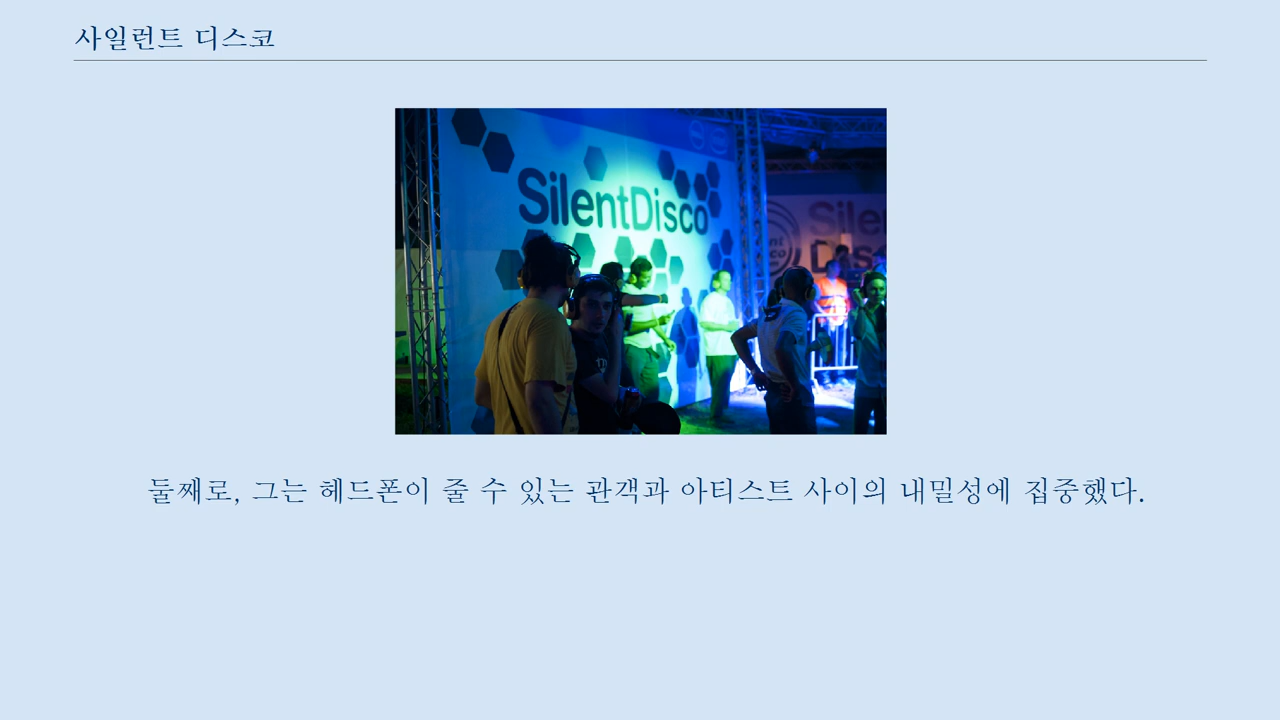 사일런트 디스코
SilentDisco
Silen
Disc
둘째로, 그는 헤드폰이 줄 수 있는 관객과 아티스트 사이의 내밀성에 집중했다.